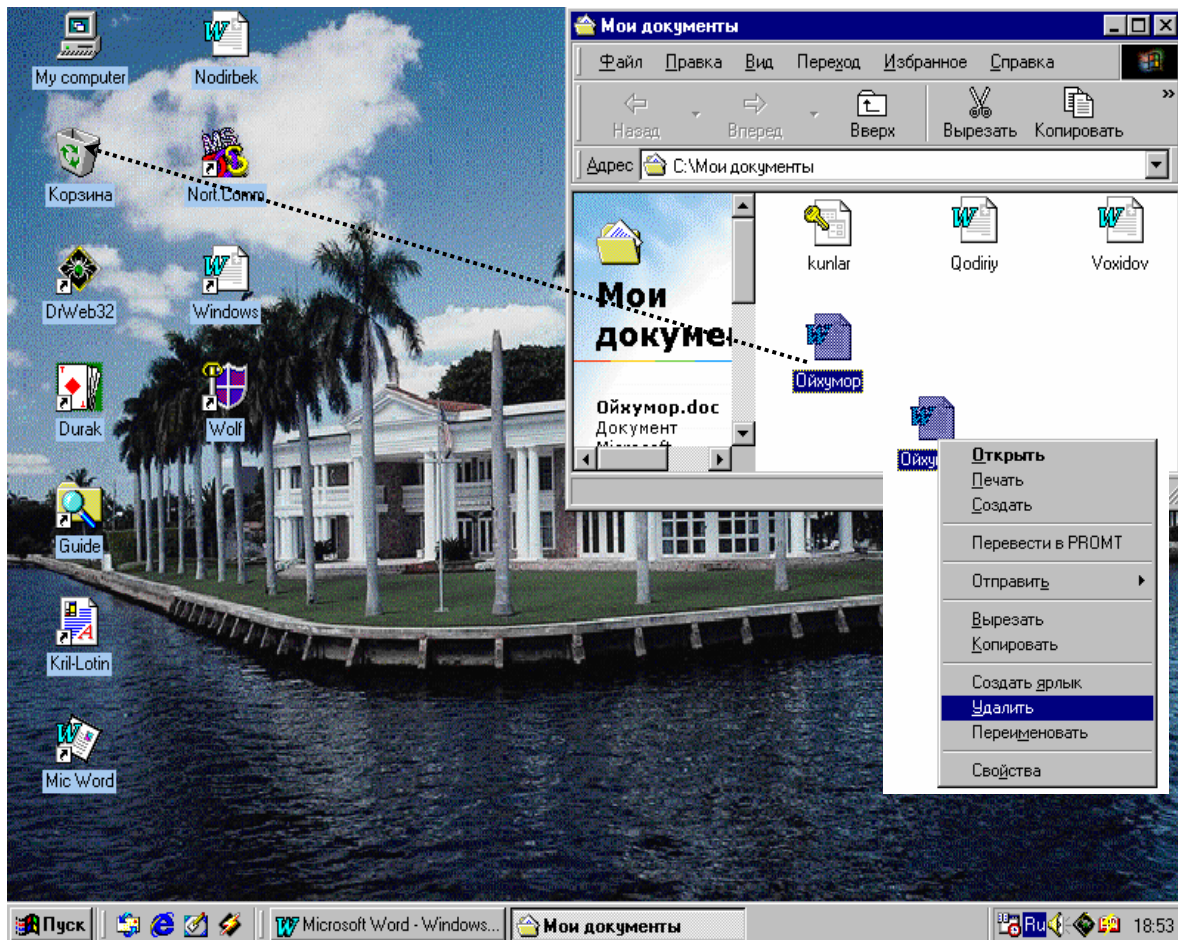 My computer
Nodirbek
Корзина
Nort.Comm
DrWeb32
Windows
Durak
Wolf
Guide
Kril-Lotin
Mic Word
Мои документы
Файл Правка Вид Переход Избранное Справка
Назад Вперед Вверх Вырезать Копировать »
Адрес C:\Мои документы
Мои
докуме
Ойхумор.doc
Документ
Microsoft
kunlar Qodiriy Voxidov
Ойхумор
Ойху
Открыть
Печать
Создать
Перевести в PROMT
Отправить
Вырезать
Копировать
Создать ярлык
Удалить
Переименовать
Свойства
Пуск Microsoft Word - Windows... Мои документы Ru 18:53